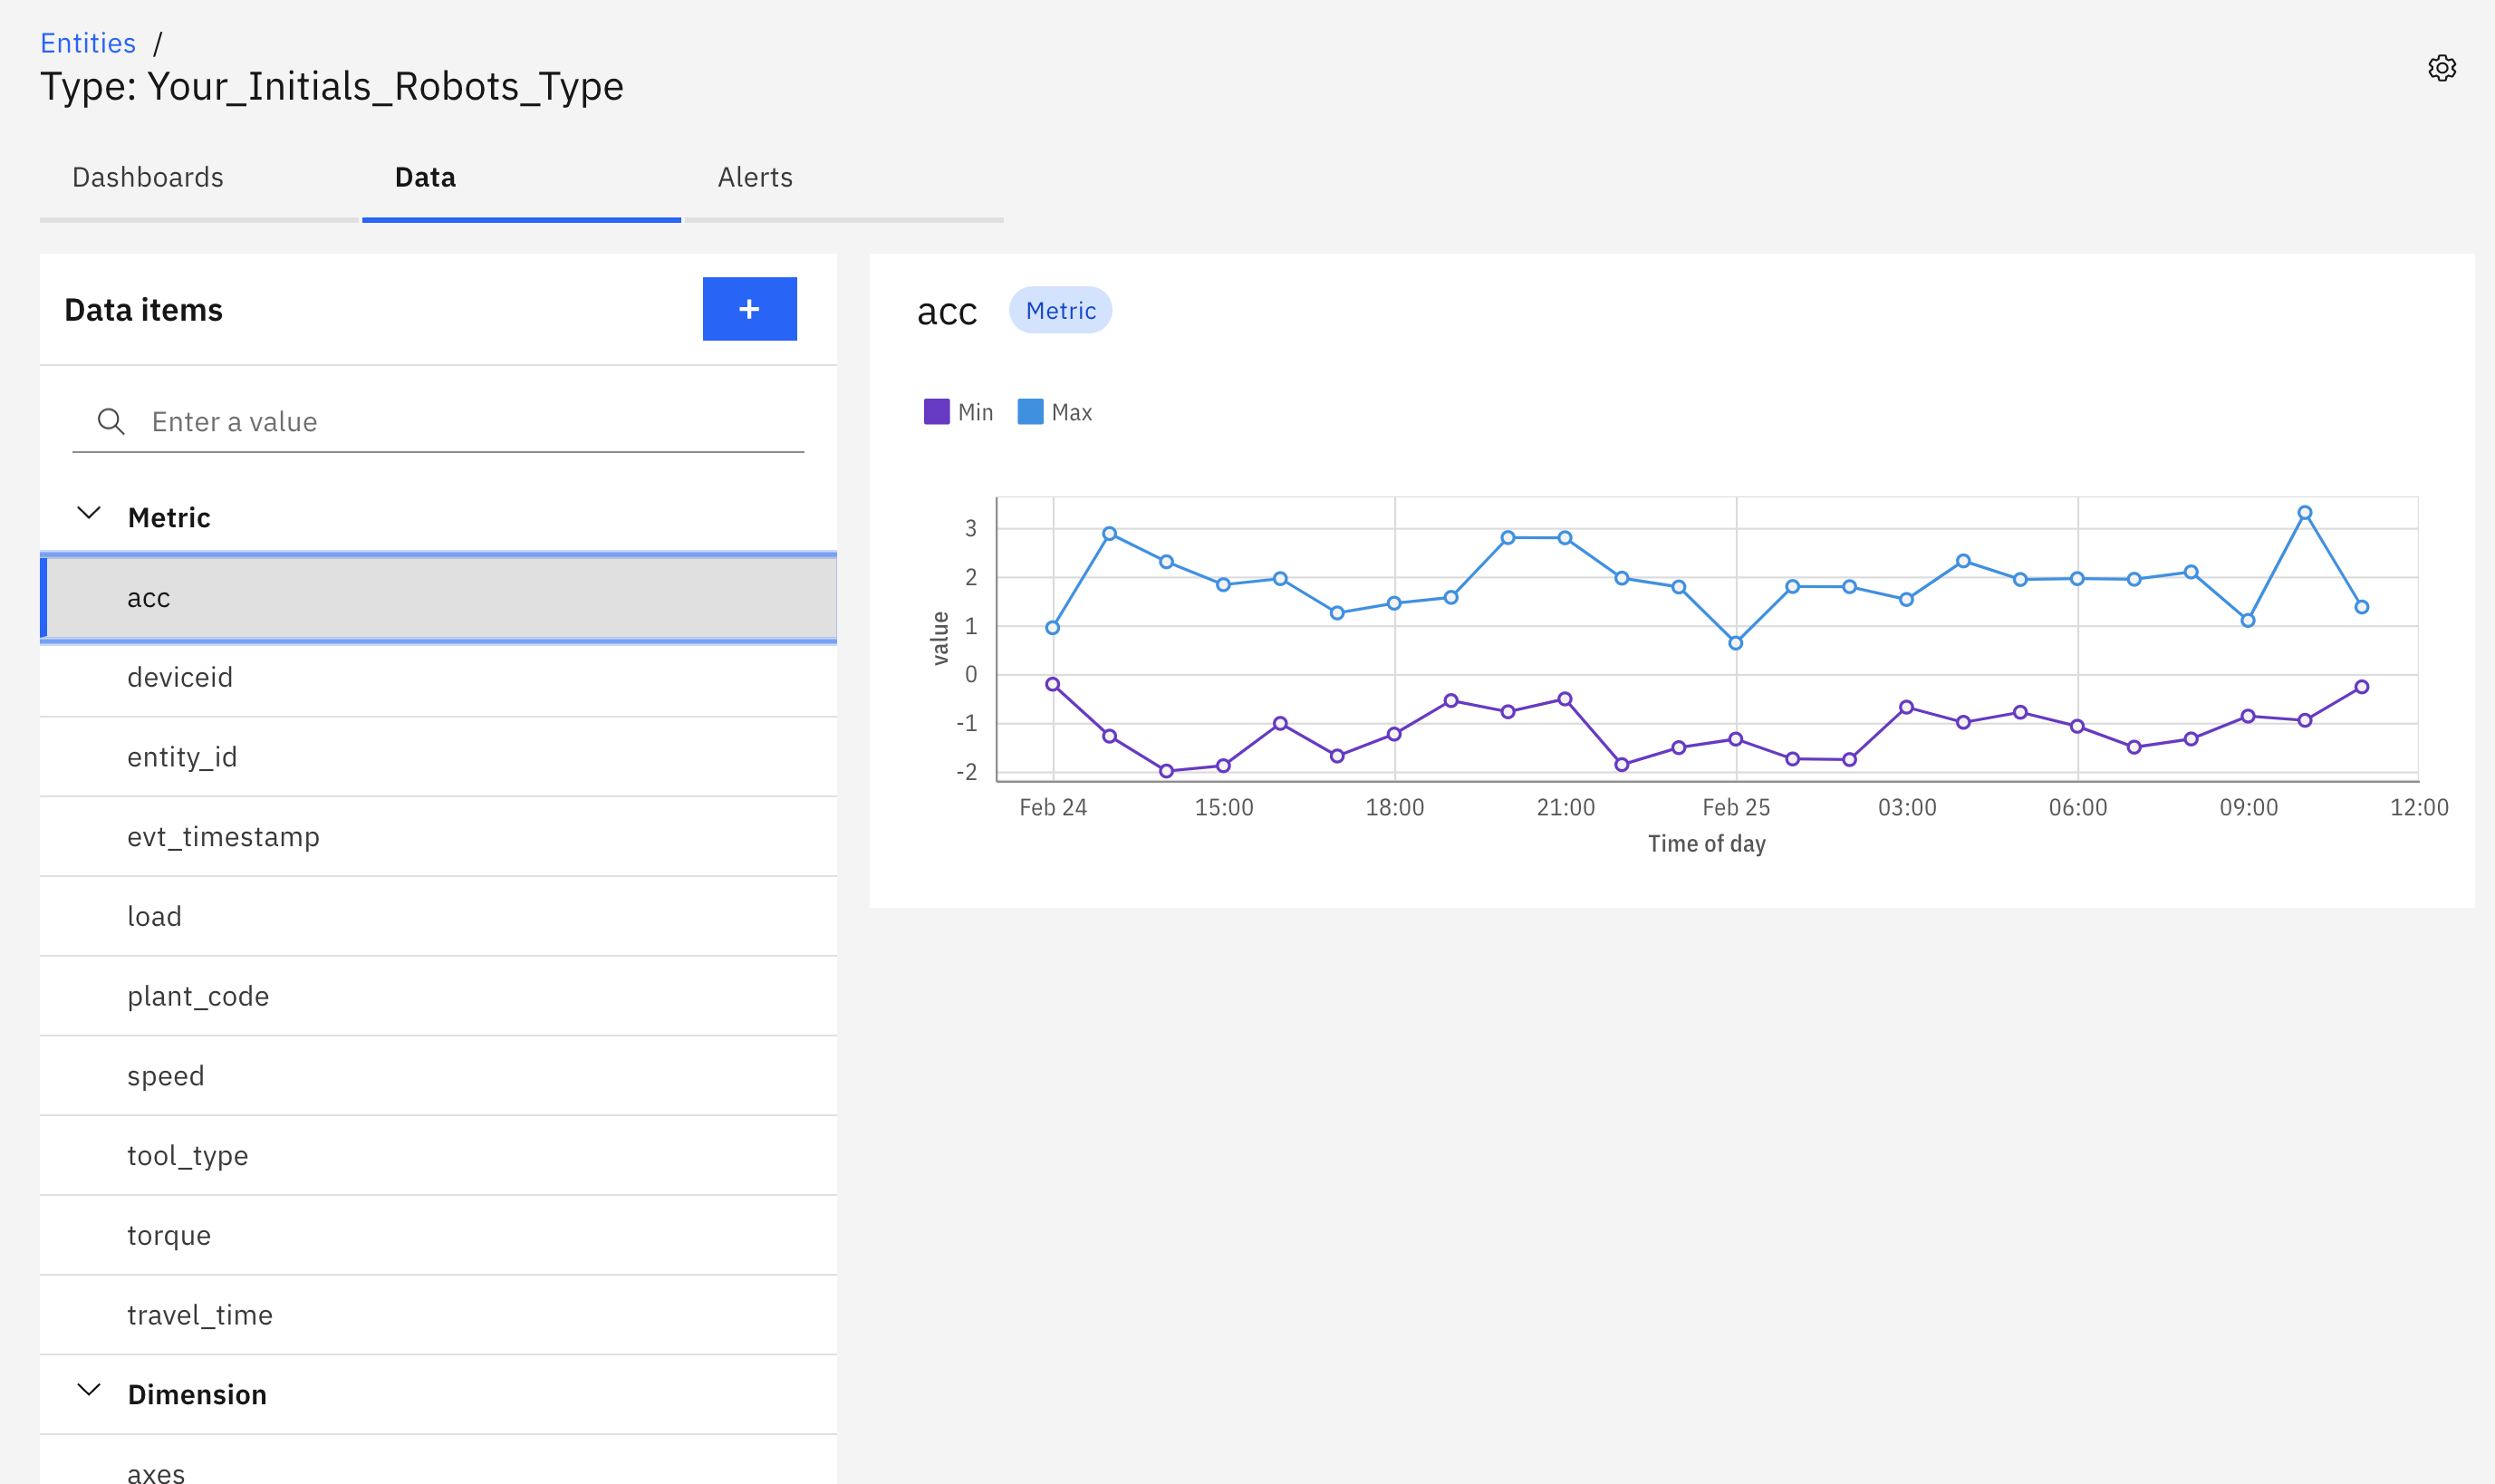 Entities /
Type: Your_Initials_Robots_Type
Dashboards Data Alerts
Data items
+
Enter a value
Metric
acc
deviceid
entity_id
evt_timestamp
load
plant_code
speed
tool_type
torque
travel_time
Dimension
axes
acc Metric
Min Max
value
3
2
1
0
-1
-2
Feb 24 15:00 18:00 21:00 Feb 25 03:00 06:00 09:00 12:00
Time of day